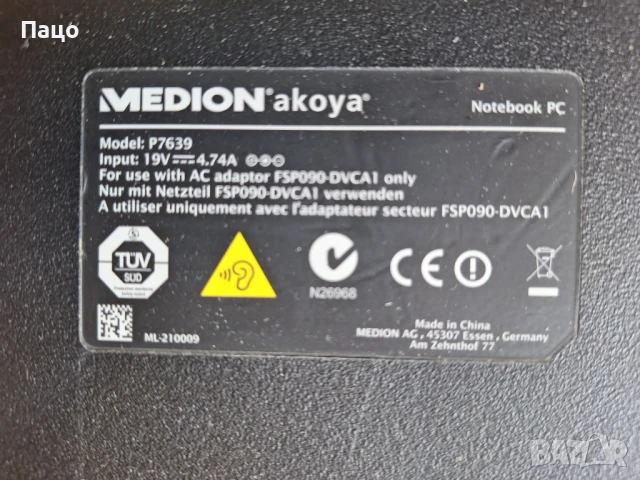 Пацо
MEDION® akoya®
Notebook PC
Model: P7639
Input: 19V⎓4.74A
For use with AC adaptor FSP090-DVCA1 only
Nur mit Netzteil FSP090-DVCA1 verwenden
A utiliser uniquement avec l'adaptateur secteur FSP090-DVCA1
TÜV
SÜD
N26968
CE
ML-210009
Made in China
MEDION AG, 45307 Essen, Germany
Am Zehnthof 77
BAZAR